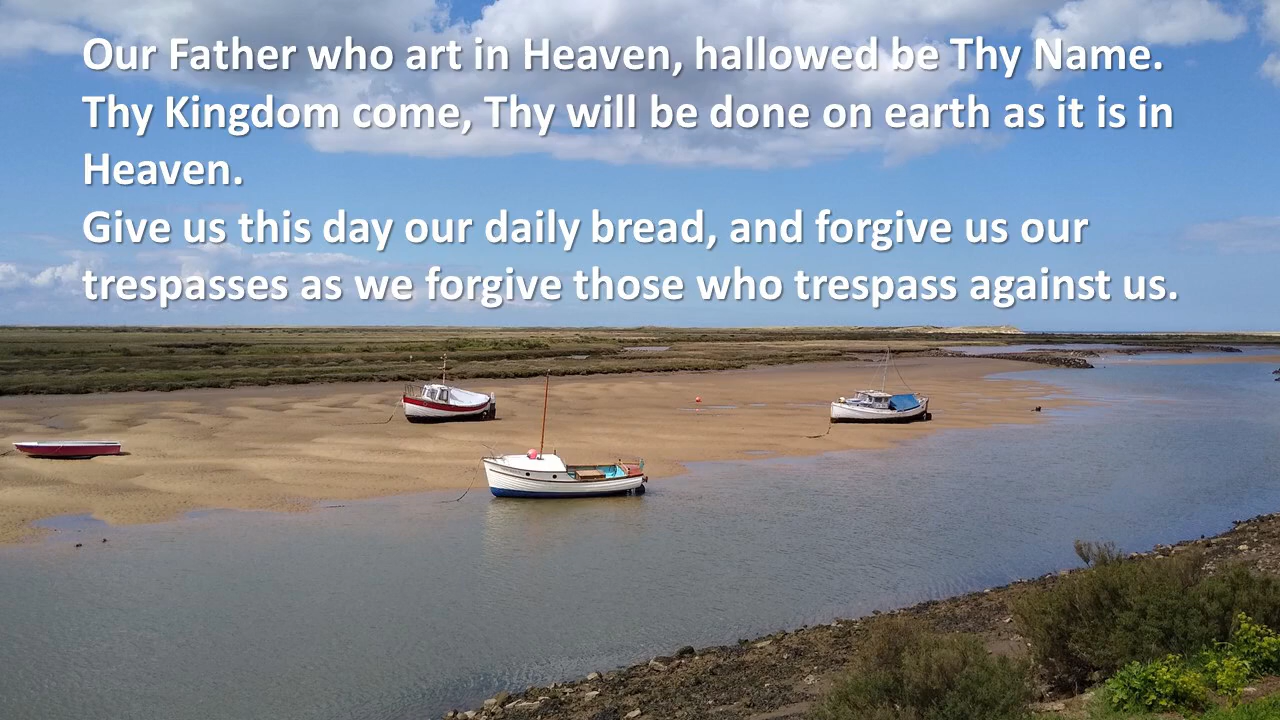 Our Father who art in Heaven, hallowed be Thy Name.
Thy Kingdom come, Thy will be done on earth as it is in
Heaven.
Give us this day our daily bread, and forgive us our
trespasses as we forgive those who trespass against us.